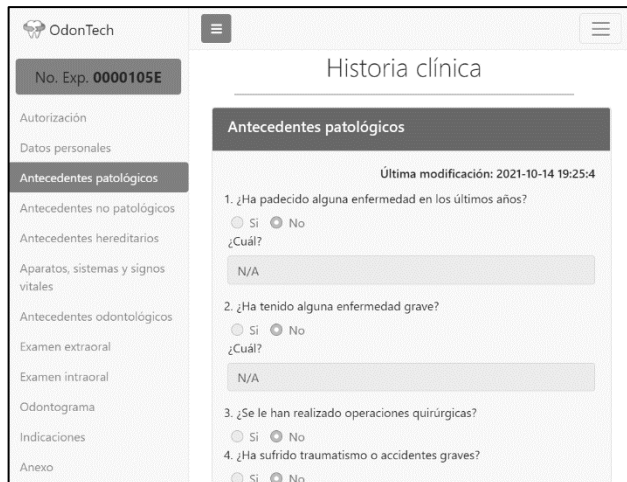 OdonTech
No. Exp. 0000105E
Autorización
Datos personales
Antecedentes patológicos
Antecedentes no patológicos
Antecedentes hereditarios
Aparatos, sistemas y signos
vitales
Antecedentes odontológicos
Examen extraoral
Examen intraoral
Odontograma
Indicaciones
Anexo
Historia clínica
Antecedentes patológicos
Última modificación: 2021-10-14 19:25:4
1. ¿Ha padecido alguna enfermedad en los últimos años?
Si No
¿Cuál?
N/A
2. ¿Ha tenido alguna enfermedad grave?
Si No
¿Cuál?
N/A
3. ¿Se le han realizado operaciones quirúrgicas?
Si No
4. ¿Ha sufrido traumatismo o accidentes graves?
Si No